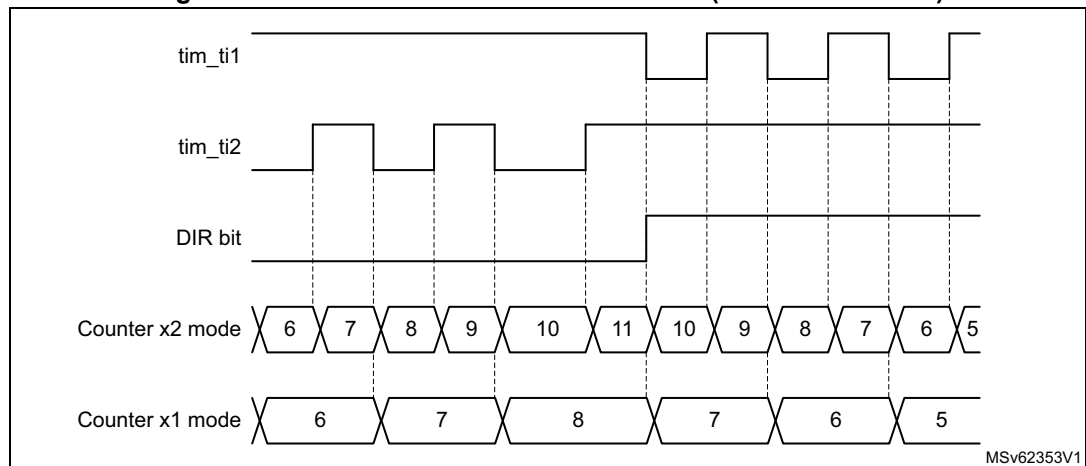 tim_ti1
tim_ti2
DIR bit
Counter x2 mode 6 7 8 9 10 11 10 9 8 7 6 5
Counter x1 mode 6 7 8 7 6 5
MSv62353V1